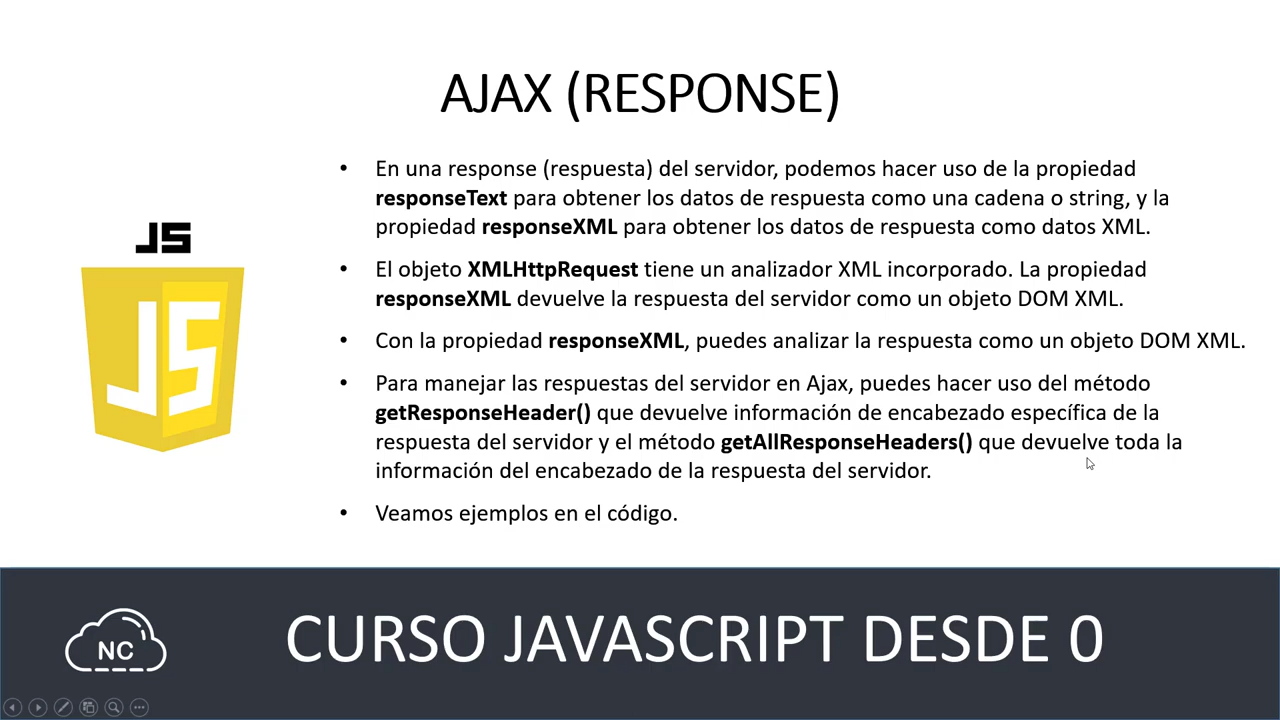 AJAX (RESPONSE)
• En una response (respuesta) del servidor, podemos hacer uso de la propiedad
responseText para obtener los datos de respuesta como una cadena o string, y la
propiedad responseXML para obtener los datos de respuesta como datos XML.
• El objeto XMLHttpRequest tiene un analizador XML incorporado. La propiedad
responseXML devuelve la respuesta del servidor como un objeto DOM XML.
• Con la propiedad responseXML, puedes analizar la respuesta como un objeto DOM XML.
• Para manejar las respuestas del servidor en Ajax, puedes hacer uso del método
getResponseHeader() que devuelve información de encabezado específica de la
respuesta del servidor y el método getAllResponseHeaders() que devuelve toda la
información del encabezado de la respuesta del servidor.
• Veamos ejemplos en el código.
JS
JS
NC
CURSO JAVASCRIPT DESDE 0